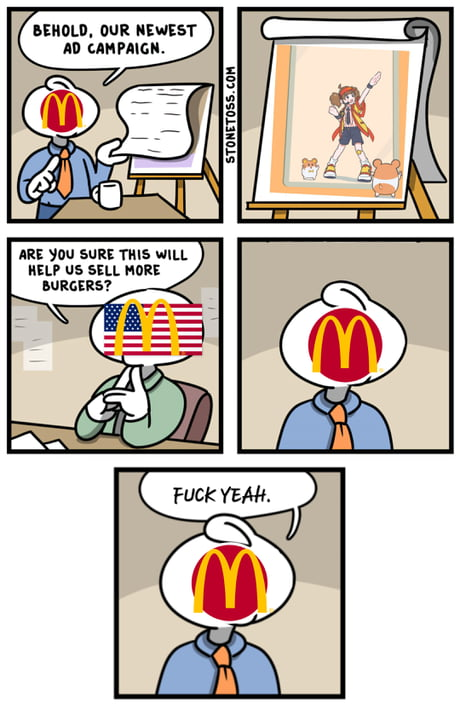 BEHOLD, OUR NEWEST
AD CAMPAIGN.
STONETOSS.COM
ARE YOU SURE THIS WILL
HELP US SELL MORE
BURGERS?
FUCK YEAH.